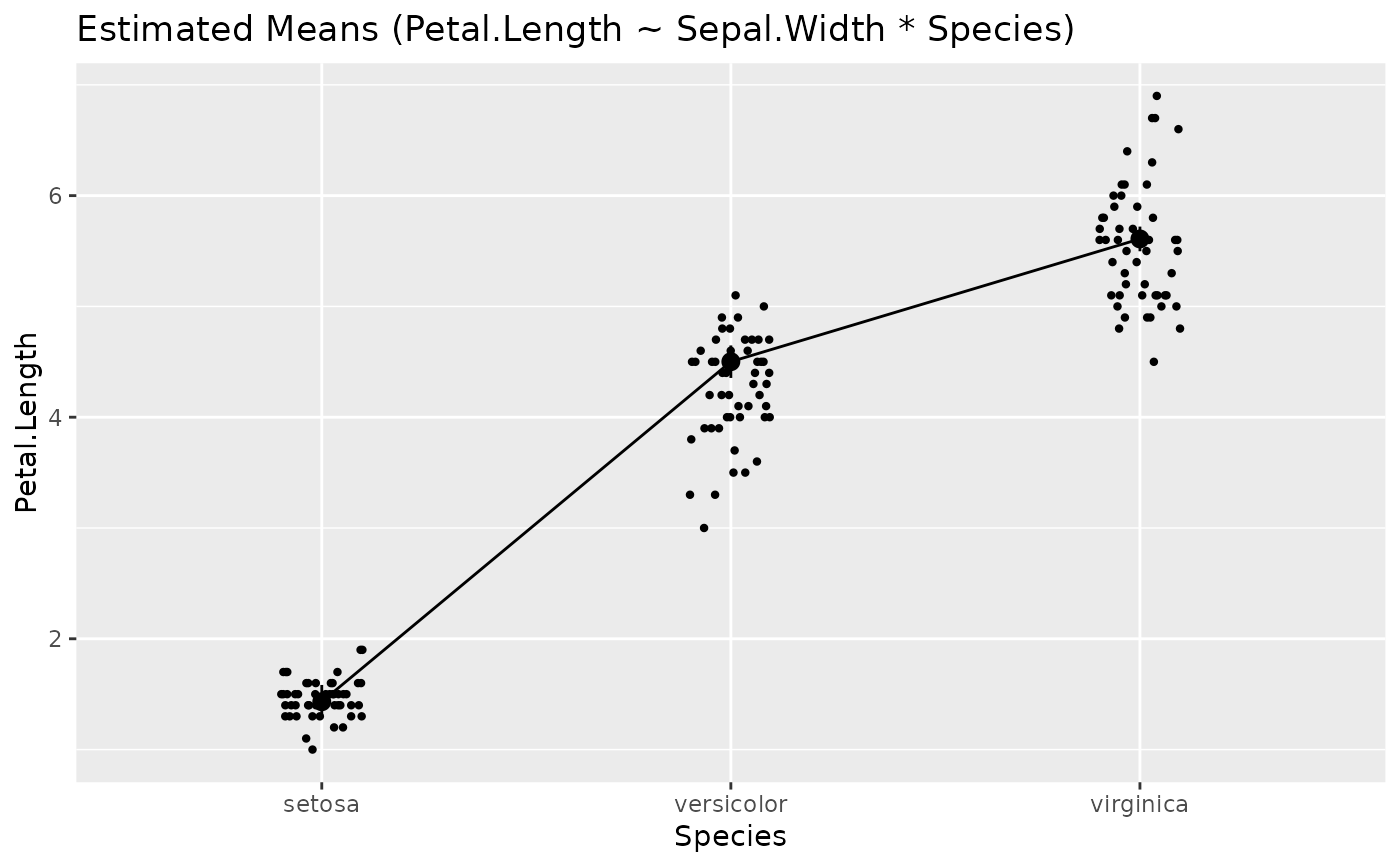 Estimated Means (Petal.Length ~ Sepal.Width * Species)
Petal.Length
6
4
2
setosa
versicolor
virginica
Species